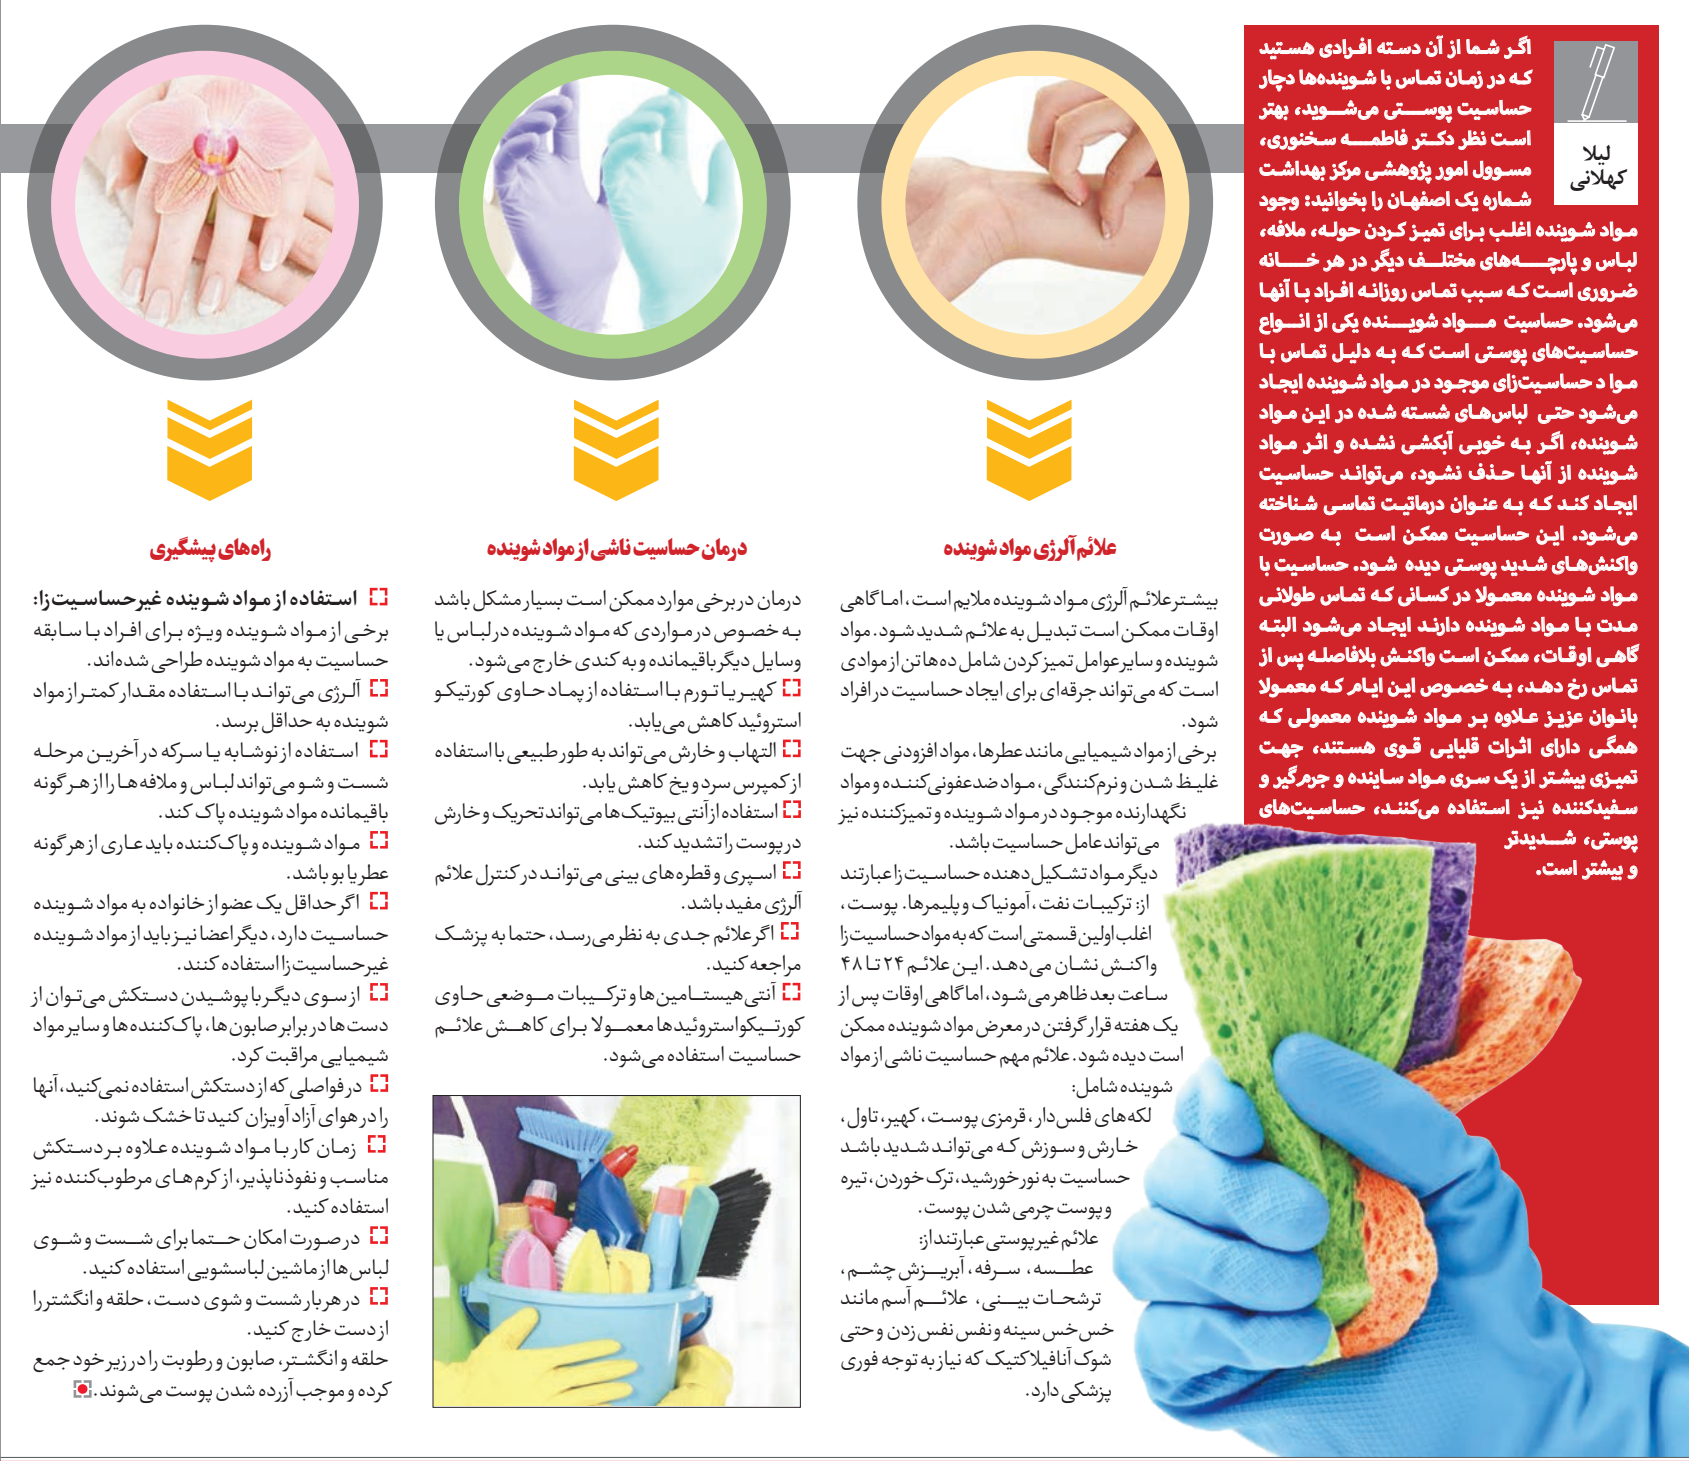 لیلا
کهلانی
اگر شما از آن دسته افرادی هستید
که در زمان تماس با شوینده‌ها دچار
حساسیت پوستی می‌شوید، بهتر
است نظر دکتر فاطمه سخنوری،
مسوول امور پژوهشی مرکز بهداشت
شماره یک اصفهان را بخوانید: وجود
مواد شوینده اغلب برای تمیز کردن حوله، ملافه،
لباس و پارچه‌های مختلف دیگر در هر خانه
ضروری است که سبب تماس روزانه افراد با آنها
می‌شود. حساسیت مواد شوینده یکی از انواع
حساسیت‌های پوستی است که به دلیل تماس با
موا د حساسیت‌زای موجود در مواد شوینده ایجاد
می‌شود حتی لباس‌های شسته شده در این مواد
شوینده، اگر به خوبی آبکشی نشده و اثر مواد
شوینده از آنها حذف نشود، می‌تواند حساسیت
ایجاد کند که به عنوان درماتیت تماسی شناخته
می‌شود. این حساسیت ممکن است به صورت
واکنش‌های شدید پوستی دیده شود. حساسیت با
مواد شوینده معمولا در کسانی که تماس طولانی
مدت با مواد شوینده دارند ایجاد می‌شود البته
گاهی اوقات، ممکن است واکنش بلافاصله پس از
تماس رخ دهد، به خصوص این ایام که معمولا
بانوان عزیز علاوه بر مواد شوینده معمولی که
همگی دارای اثرات قلیایی قوی هستند، جهت
تمیزی بیشتر از یک سری مواد ساینده و جرم‌گیر و
سفیدکننده نیز استفاده می‌کنند، حساسیت‌های
پوستی، شدیدتر
و بیشتر است.
علائم آلرژی مواد شوینده
بیشتر علائم آلرژی مواد شوینده ملایم است، اما گاهی
اوقات ممکن است تبدیل به علائم شدید شود. مواد
شوینده و سایر عوامل تمیز کردن شامل ده‌ها تن از موادی
است که می‌تواند جرقه‌ای برای ایجاد حساسیت در افراد
شود.
برخی از مواد شیمیایی مانند عطرها، مواد افزودنی جهت
غلیظ شدن و نرم‌کنندگی، مواد ضدعفونی‌کننده و مواد
نگهدارنده موجود در مواد شوینده و تمیزکننده نیز
می‌تواند عامل حساسیت باشد.
دیگر مواد تشکیل‌دهنده حساسیت زا عبارتند
از: ترکیبات نفت، آمونیاک و پلیمرها. پوست،
اغلب اولین قسمتی است که به مواد حساسیت‌زا
واکنش نشان می‌دهد. این علائم ۲۴ تا ۴۸
ساعت بعد ظاهر می‌شود، اما گاهی اوقات پس از
یک هفته قرار گرفتن در معرض مواد شوینده ممکن
است دیده شود. علائم مهم حساسیت ناشی از مواد
شوینده شامل:
لکه‌های فلس‌دار، قرمزی پوست، کهیر، تاول،
خارش و سوزش که می‌تواند شدید باشد
حساسیت به نور خورشید، ترک خوردن، تیره
و پوست چرمی شدن پوست.
علائم غیرپوستی عبارتند از:
عطسه، سرفه، آبریزش چشم،
ترشحات بینی، علائم آسم مانند
خس‌خس سینه و نفس نفس زدن و حتی
شوک آنافیلاکتیک که نیاز به توجه فوری
پزشکی دارد.
درمان حساسیت ناشی از مواد شوینده
درمان در برخی موارد ممکن است بسیار مشکل باشد
به خصوص در مواردی که مواد شوینده در لباس یا
وسایل دیگر باقیمانده و به کندی خارج می‌شود.
کهیر یا تورم با استفاده از پماد حاوی کورتیکو
استروئید کاهش می‌یابد.
التهاب و خارش می‌تواند به طور طبیعی با استفاده
از کمپرس سرد و یخ کاهش یابد.
استفاده از آنتی بیوتیک‌ها می‌تواند تحریک و خارش
در پوست را تشدید کند.
اسپری و قطره‌های بینی می‌تواند در کنترل علائم
آلرژی مفید باشد.
اگر علائم جدی به نظر می‌رسد، حتما به پزشک
مراجعه کنید.
آنتی‌هیستامین‌ها و ترکیبات موضعی حاوی
کورتیکواستروئیدها معمولا برای کاهش علائم
حساسیت استفاده می‌شود.
راه‌های پیشگیری
استفاده از مواد شوینده غیرحساسیت‌زا:
برخی از مواد شوینده ویژه برای افراد با سابقه
حساسیت به مواد شوینده طراحی شده‌اند.
آلرژی می‌تواند با استفاده مقدار کمتر از مواد
شوینده به حداقل برسد.
استفاده از نوشابه یا سرکه در آخرین مرحله
شست و شو می‌تواند لباس و ملافه‌ها را از هرگونه
باقیمانده مواد شوینده پاک کند.
مواد شوینده و پاک‌کننده باید عاری از هرگونه
عطر یا بو باشد.
اگر حداقل یک عضو از خانواده به مواد شوینده
حساسیت دارد، دیگر اعضا نیز باید از مواد شوینده
غیرحساسیت‌زا استفاده کنند.
از سوی دیگر با پوشیدن دستکش می‌توان از
دست‌ها در برابر صابون‌ها، پاک‌کننده‌ها و سایر مواد
شیمیایی مراقبت کرد.
در فواصلی که از دستکش استفاده نمی‌کنید، آنها
را در هوای آزاد آویزان کنید تا خشک شوند.
زمان کار با مواد شوینده علاوه بر دستکش
مناسب و نفوذناپذیر، از کرم‌های مرطوب‌کننده نیز
استفاده کنید.
در صورت امکان حتما برای شست و شوی
لباس‌ها از ماشین لباسشویی استفاده کنید.
در هر بار شست و شوی دست، حلقه و انگشتر را
از دست خارج کنید.
حلقه و انگشتر، صابون و رطوبت را در زیر خود جمع
کرده و موجب آزرده شدن پوست می‌شوند.